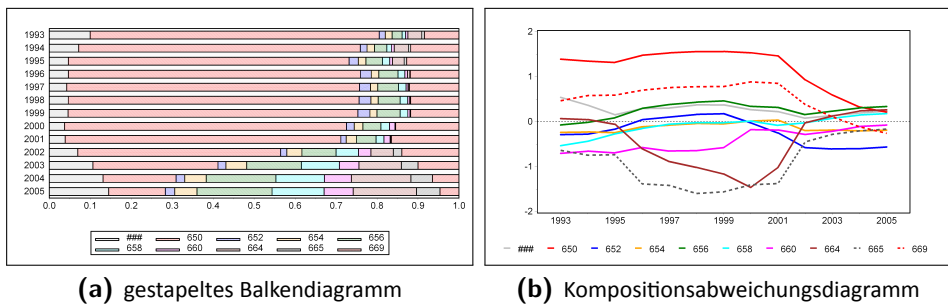 1993
1994
1995
1996
1997
1998
1999
2000
2001
2002
2003
2004
2005
0.0 0.1 0.2 0.3 0.4 0.5 0.6 0.7 0.8 0.9 1.0
### 650 652 654 656
658 660 664 665 669
(a) gestapeltes Balkendiagramm
2
1
0
-1
-2
1993 1995 1997 1999 2001 2003 2005
### 650 652 654 656 658 660 664 665 669
(b) Kompositionsabweichungsdiagramm